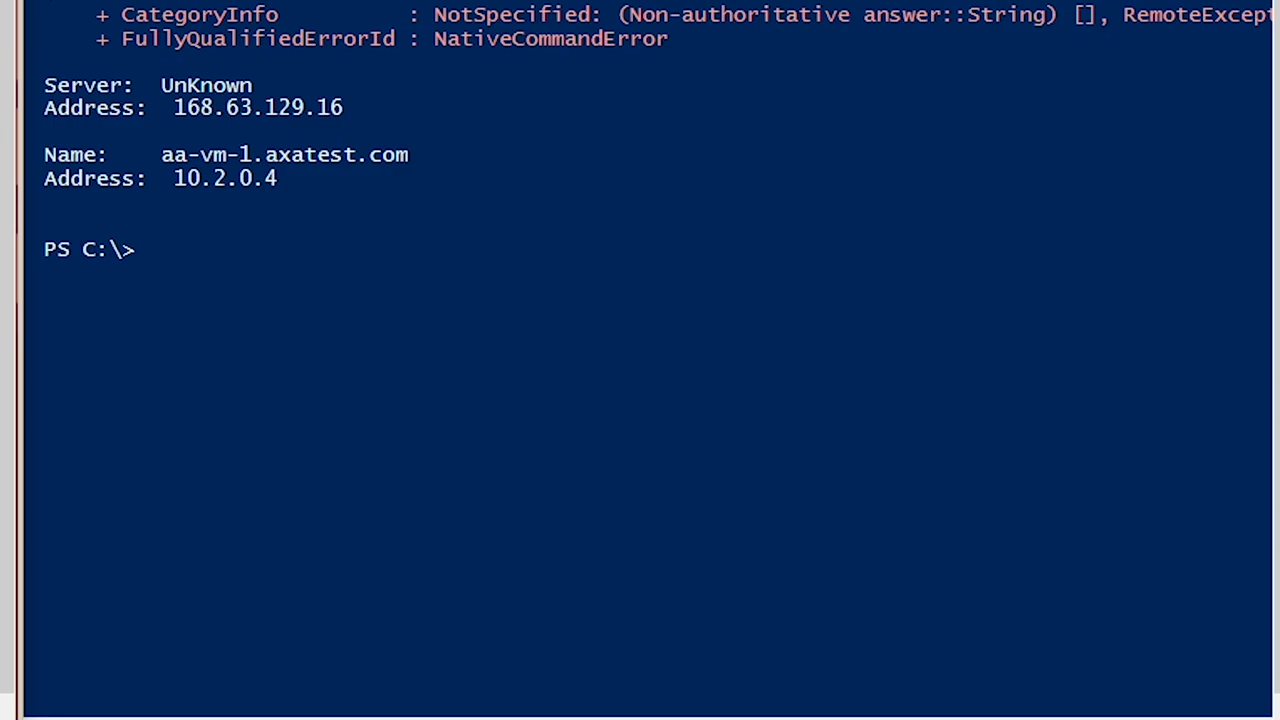 + CategoryInfo : NotSpecified: (Non-authoritative answer::String) [], RemoteExcept
+ FullyQualifiedErrorId : NativeCommandError
Server: UnKnown
Address: 168.63.129.16
Name: aa-vm-1.axatest.com
Address: 10.2.0.4
PS C:\>